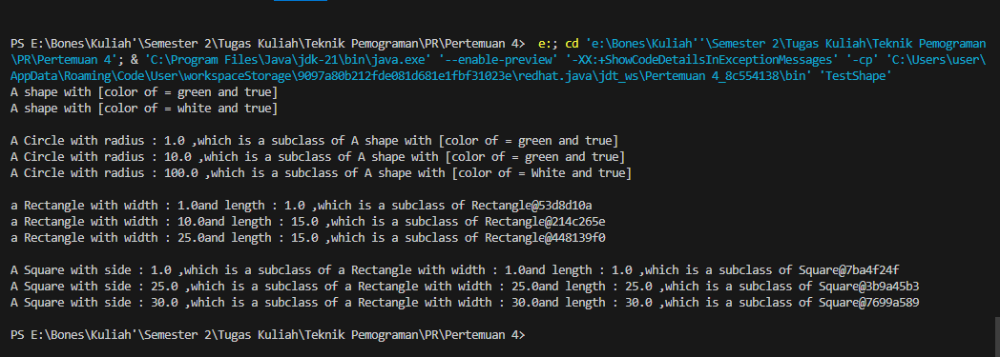 PS E:\Bones\Kuliah'\Semester 2\Tugas Kuliah\Teknik Pemograman\PR\Pertemuan 4>  e:; cd 'e:\Bones\Kuliah''\Semester 2\Tugas Kuliah\Teknik Pemograman
\PR\Pertemuan 4'; & 'C:\Program Files\Java\jdk-21\bin\java.exe' '--enable-preview' '-XX:+ShowCodeDetailsInExceptionMessages' '-cp' 'C:\Users\user\
AppData\Roaming\Code\User\workspaceStorage\9097a80b212fde081d681e1fbf31023e\redhat.java\jdt_ws\Pertemuan 4_8c554138\bin' 'TestShape'
A shape with [color of = green and true]
A shape with [color of = white and true]

A Circle with radius : 1.0 ,which is a subclass of A shape with [color of = green and true]
A Circle with radius : 10.0 ,which is a subclass of A shape with [color of = green and true]
A Circle with radius : 100.0 ,which is a subclass of A shape with [color of = White and true]

a Rectangle with width : 1.0and length : 1.0 ,which is a subclass of Rectangle@53d8d10a
a Rectangle with width : 10.0and length : 15.0 ,which is a subclass of Rectangle@214c265e
a Rectangle with width : 25.0and length : 15.0 ,which is a subclass of Rectangle@448139f0

A Square with side : 1.0 ,which is a subclass of a Rectangle with width : 1.0and length : 1.0 ,which is a subclass of Square@7ba4f24f
A Square with side : 25.0 ,which is a subclass of a Rectangle with width : 25.0and length : 25.0 ,which is a subclass of Square@3b9a45b3
A Square with side : 30.0 ,which is a subclass of a Rectangle with width : 30.0and length : 30.0 ,which is a subclass of Square@7699a589

PS E:\Bones\Kuliah'\Semester 2\Tugas Kuliah\Teknik Pemograman\PR\Pertemuan 4>